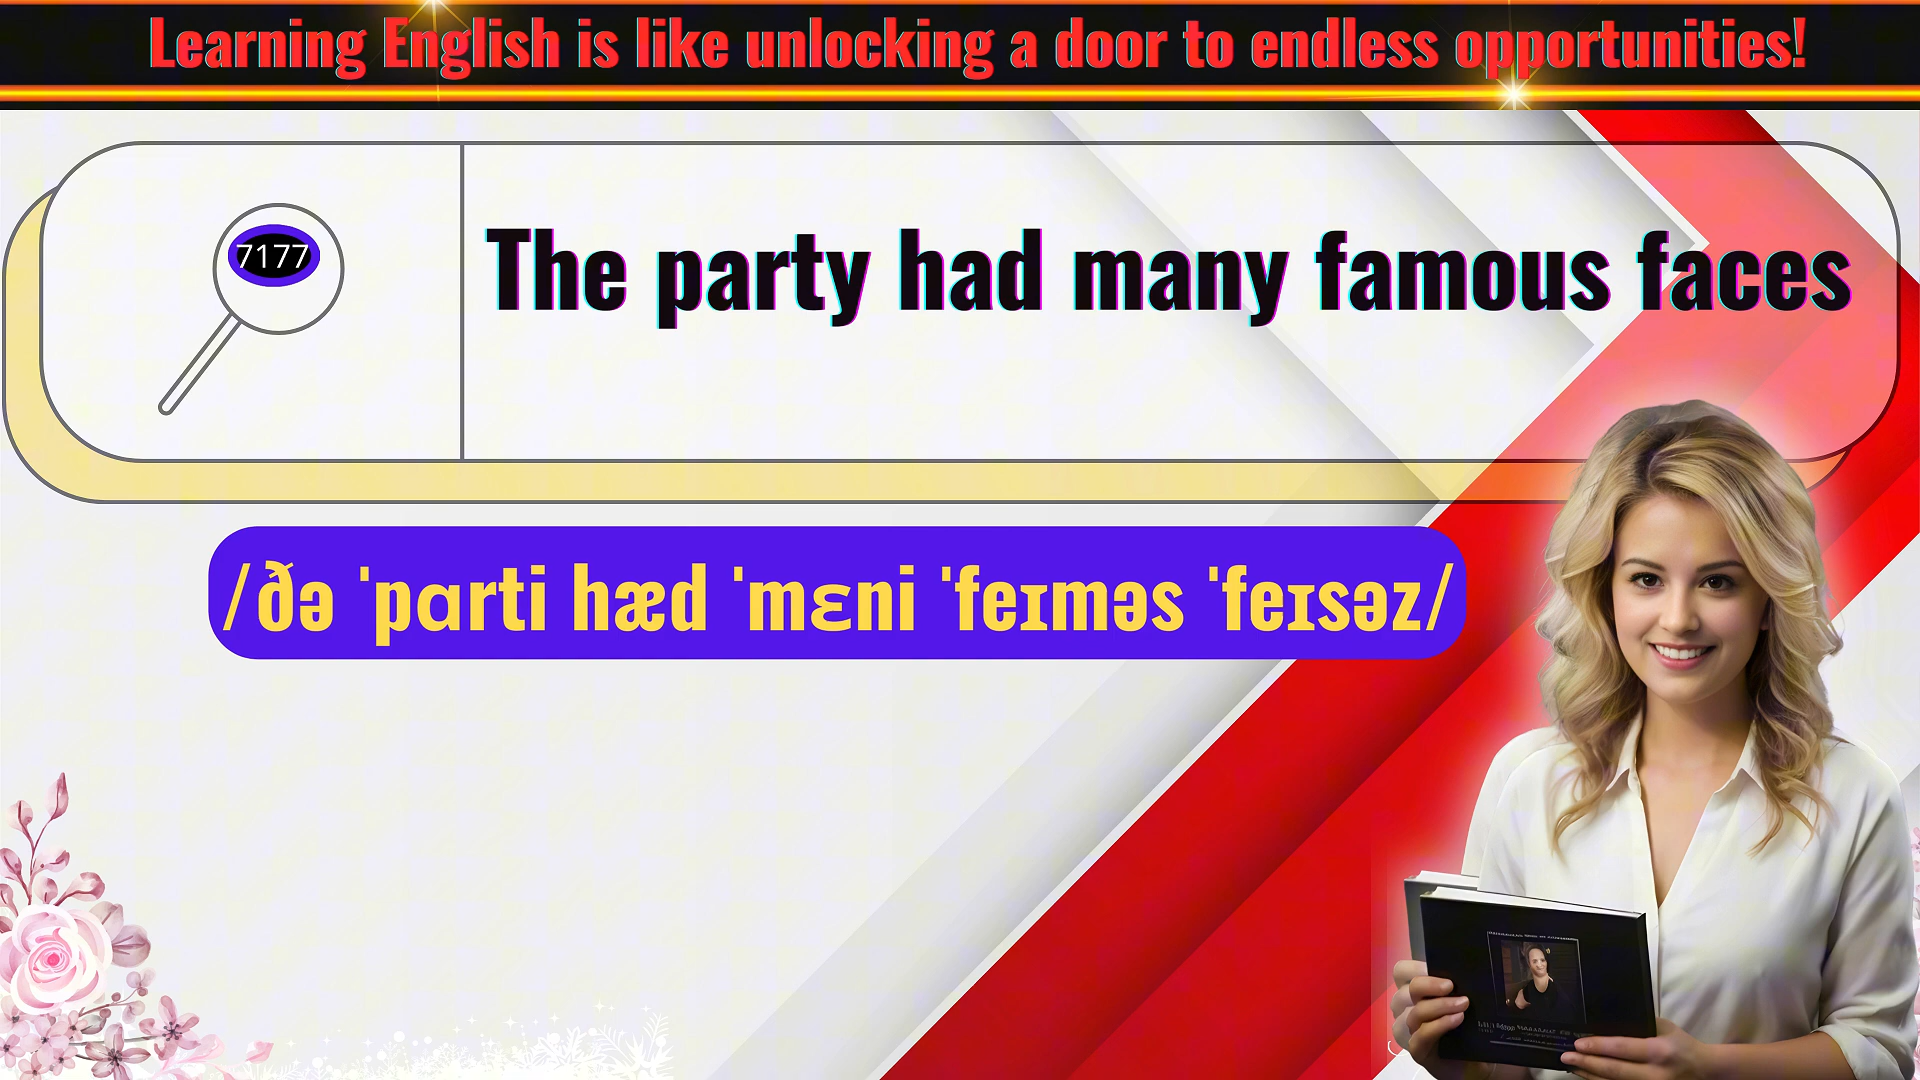 Learning English is like unlocking a door to endless opportunities!
7177
The party had many famous faces
/ðə ˈpɑrti hæd ˈmɛni ˈfeɪməs ˈfeɪsəz/